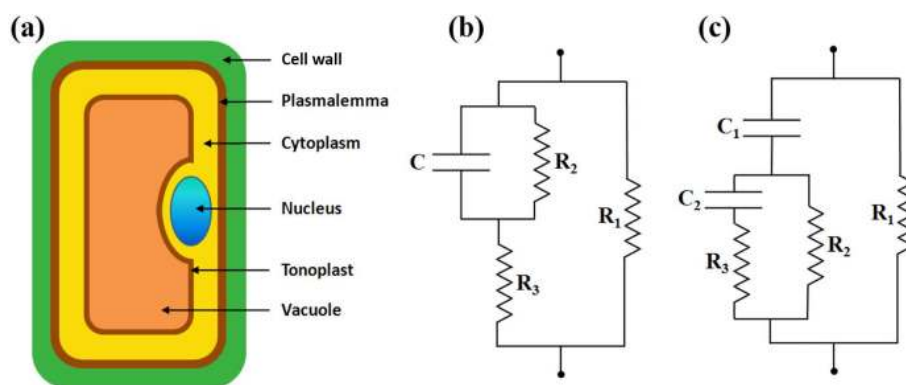 (a)
Cell wall
Plasmalemma
Cytoplasm
Nucleus
Tonoplast
Vacuole
(b)
C
R2
R1
R3
(c)
C1
C2
R1
R3
R2